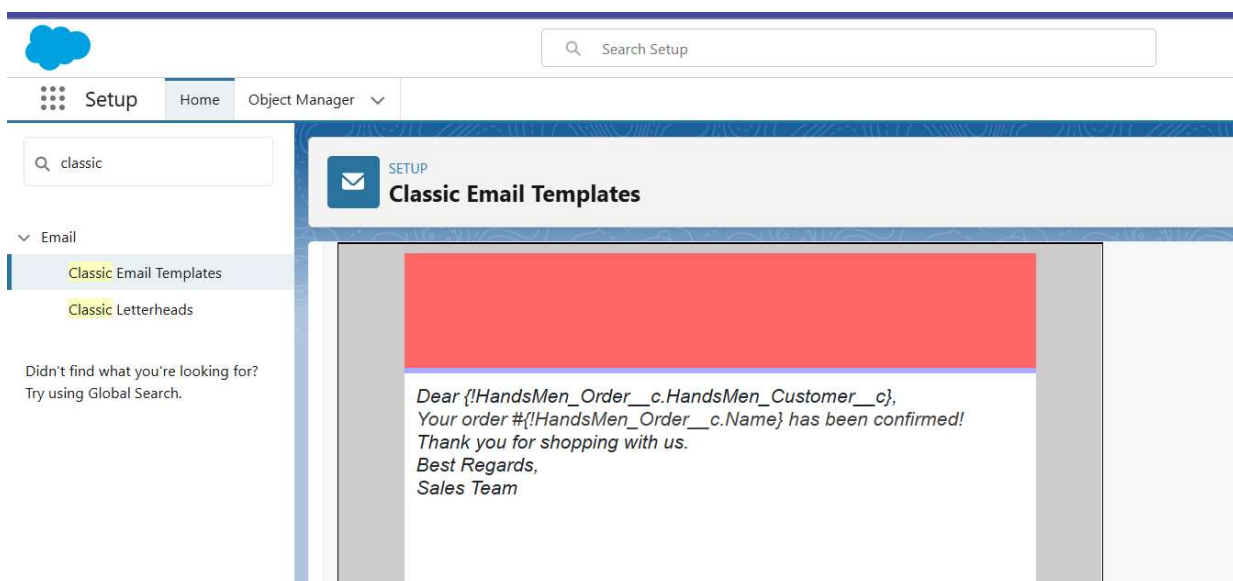 Search Setup
Setup
Home
Object Manager
classic
Email
Classic Email Templates
Classic Letterheads
Didn't find what you're looking for?
Try using Global Search.
SETUP
Classic Email Templates
Dear {!HandsMen_Order__c.HandsMen_Customer__c},
Your order #{!HandsMen_Order__c.Name} has been confirmed!
Thank you for shopping with us.
Best Regards,
Sales Team